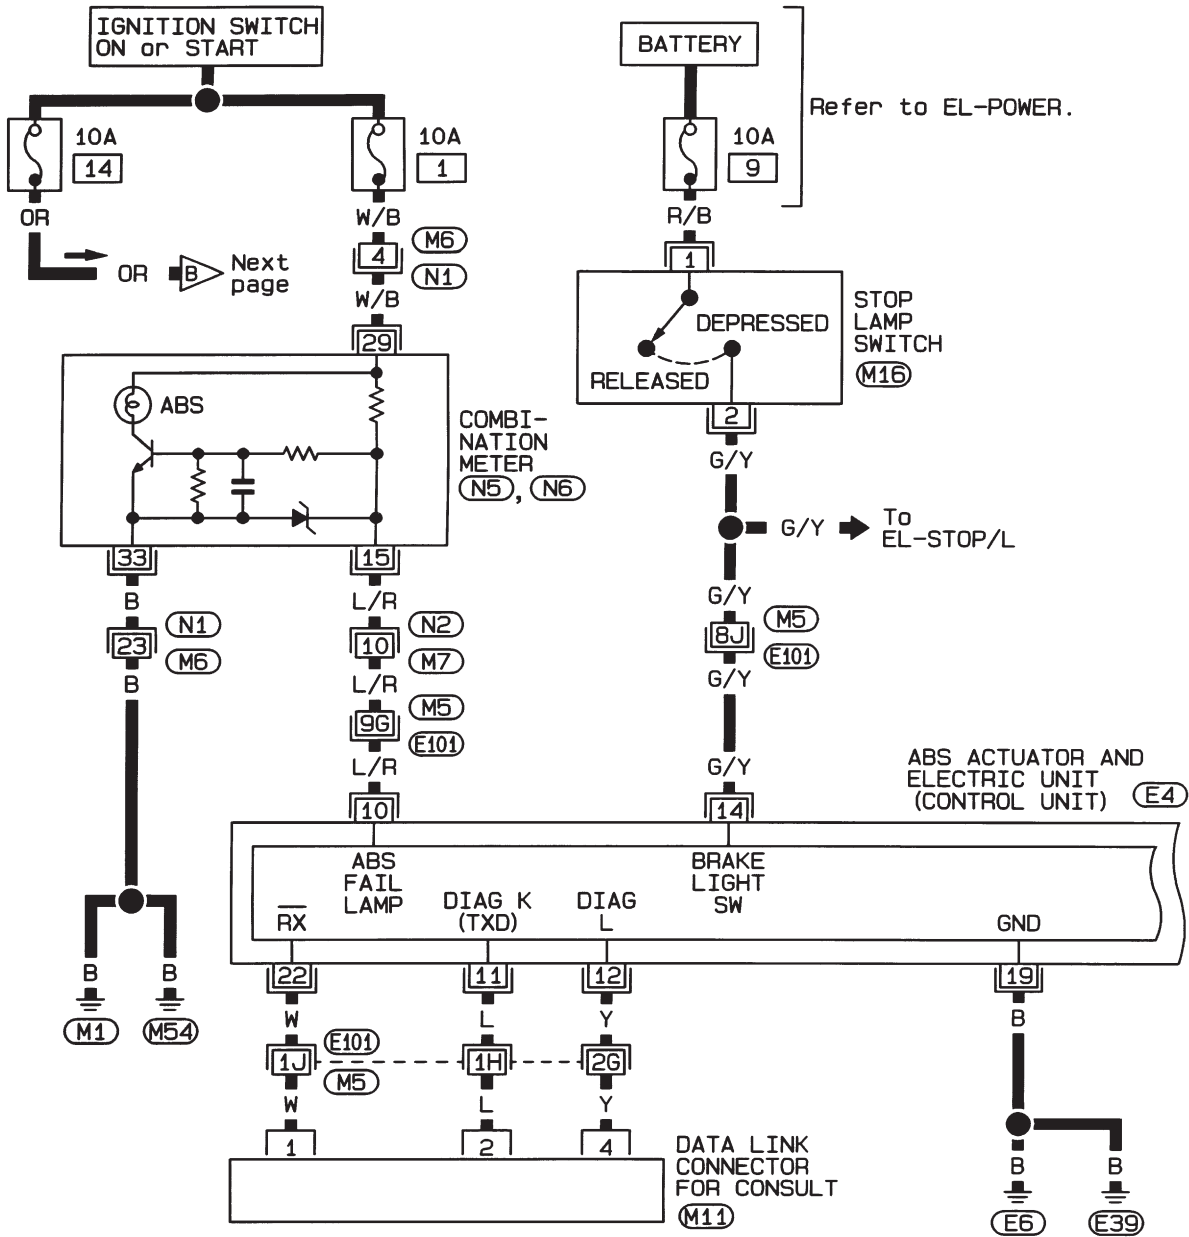 IGNITION SWITCH
ON or START
BATTERY
Refer to EL-POWER.
10A
14
10A
1
10A
9
OR
W/B
R/B
OR
B
Next
page
4
M6
N1
W/B
29
1
DEPRESSED
RELEASED
STOP
LAMP
SWITCH
M16
ABS
COMBI-
NATION
METER
N5, N6
2
G/Y
G/Y
To
EL-STOP/L
33
15
B
L/R
G/Y
23
N1
M6
10
N2
M7
8J
M5
E101
B
L/R
G/Y
9G
M5
E101
L/R
G/Y
10
14
ABS ACTUATOR AND
ELECTRIC UNIT
(CONTROL UNIT)
E4
ABS
FAIL
LAMP
BRAKE
LIGHT
SW
RX
DIAG K
(TXD)
DIAG
L
GND
22
11
12
19
B
B
M1
M54
W
L
Y
B
1J
E101
M5
1H
2G
W
L
Y
1
2
4
DATA LINK
CONNECTOR
FOR CONSULT
M11
B
B
E6
E39